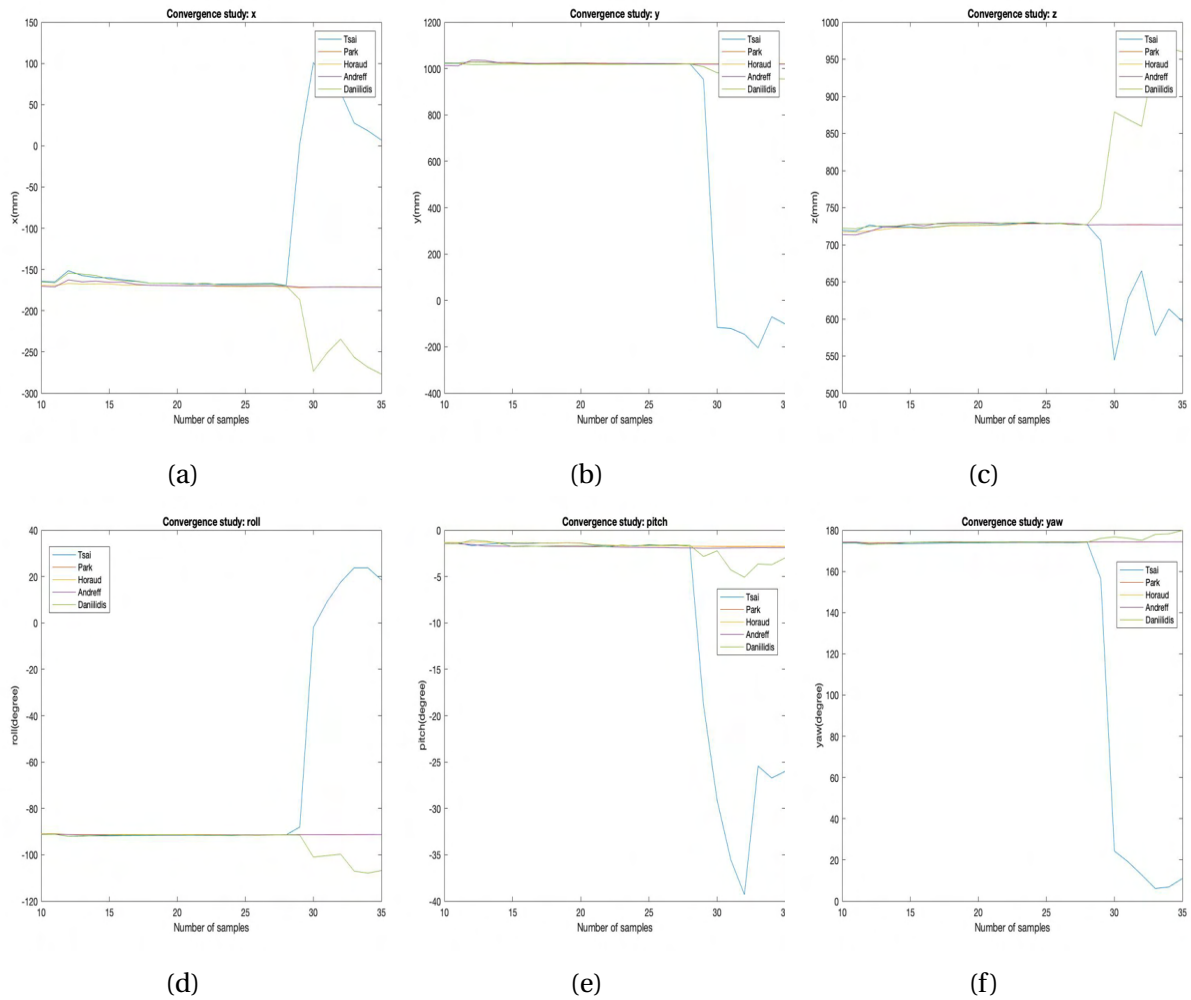 Convergence study: x
150
100
50
0
-50
-100
-150
-200
-250
-300
x(mm)
10 15 20 25 30 35
Number of samples
Tsai
Park
Horaud
Andreff
Daniilidis
(a)
Convergence study: y
1200
1000
800
600
400
200
0
-200
-400
y(mm)
10 15 20 25 30 35
Number of samples
Tsai
Park
Horaud
Andreff
Daniilidis
(b)
Convergence study: z
1000
950
900
850
800
750
700
650
600
550
500
z(mm)
10 15 20 25 30 35
Number of samples
Tsai
Park
Horaud
Andreff
Daniilidis
(c)
Convergence study: roll
40
20
0
-20
-40
-60
-80
-100
-120
roll(degree)
10 15 20 25 30 35
Number of samples
Tsai
Park
Horaud
Andreff
Daniilidis
(d)
Convergence study: pitch
0
-5
-10
-15
-20
-25
-30
-35
-40
pitch(degree)
10 15 20 25 30 35
Number of samples
Tsai
Park
Horaud
Andreff
Daniilidis
(e)
Convergence study: yaw
180
160
140
120
100
80
60
40
20
0
yaw(degree)
10 15 20 25 30 35
Number of samples
Tsai
Park
Horaud
Andreff
Daniilidis
(f)